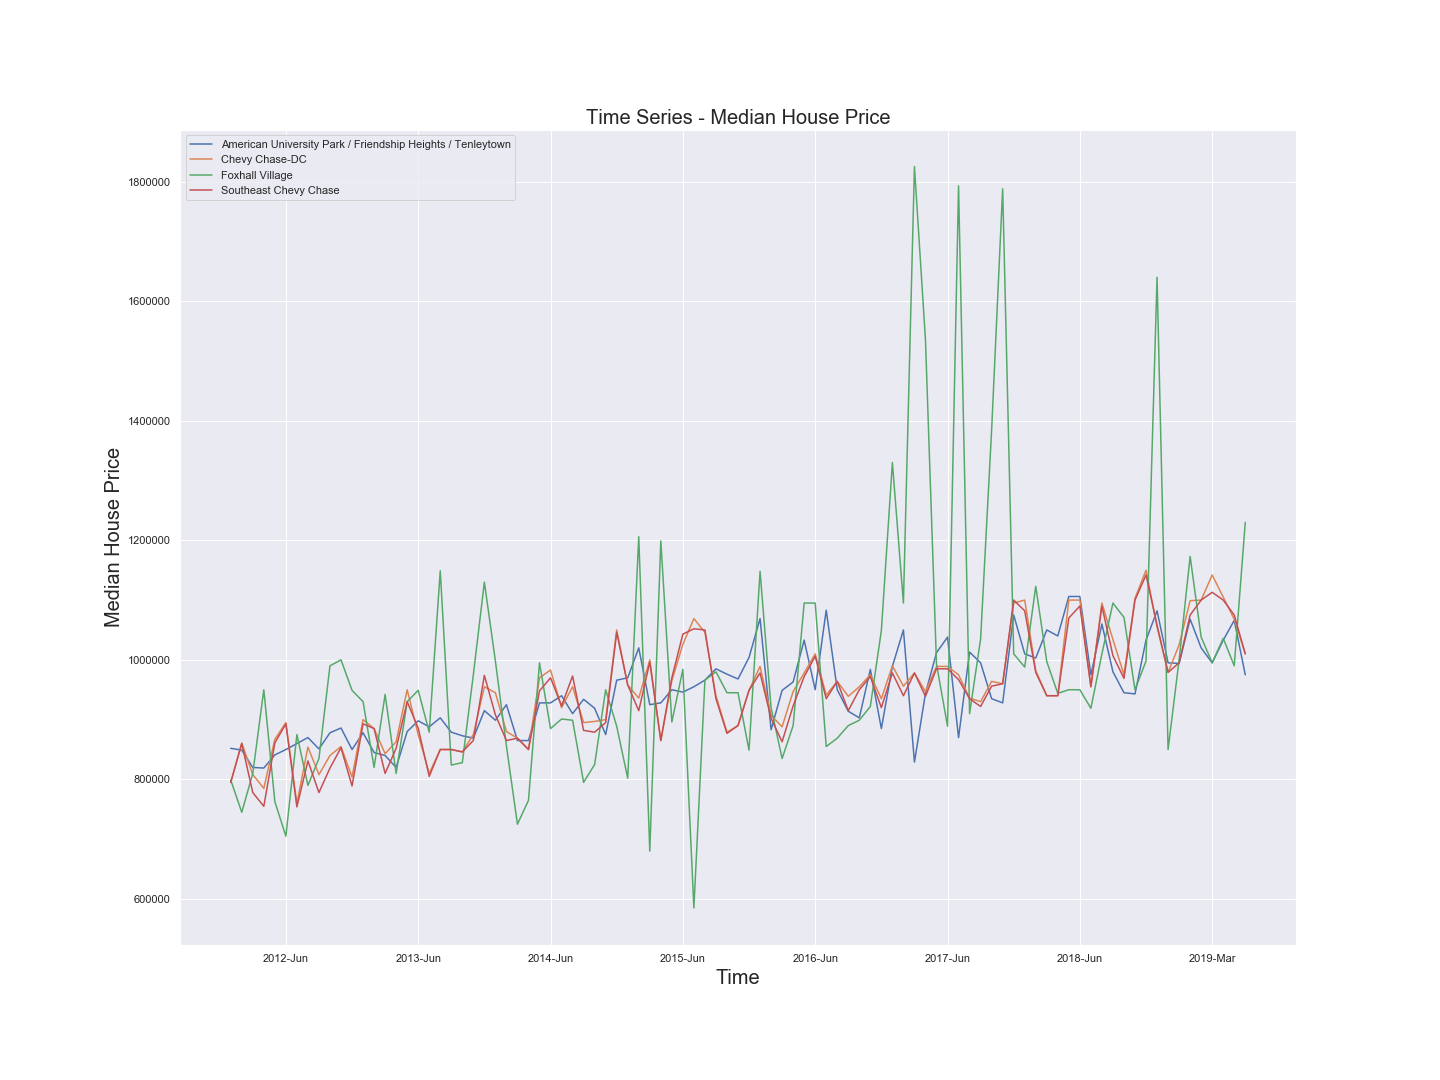 Time Series - Median House Price
American University Park / Friendship Heights / Tenleytown
Chevy Chase-DC
Foxhall Village
Southeast Chevy Chase
1800000
1600000
1400000
1200000
1000000
800000
600000
Median House Price
2012-Jun 2013-Jun 2014-Jun 2015-Jun 2016-Jun 2017-Jun 2018-Jun 2019-Mar
Time